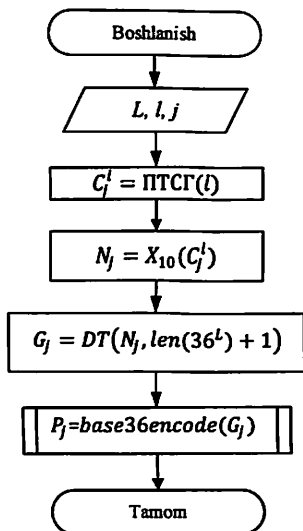 Boshlanish
L, l, j
C_j^l = ПТСГ(l)
N_j = X_10(C_j^l)
G_j = DT(N_j, len(36^L) + 1)
P_j=base36encode(G_j)
Tamom